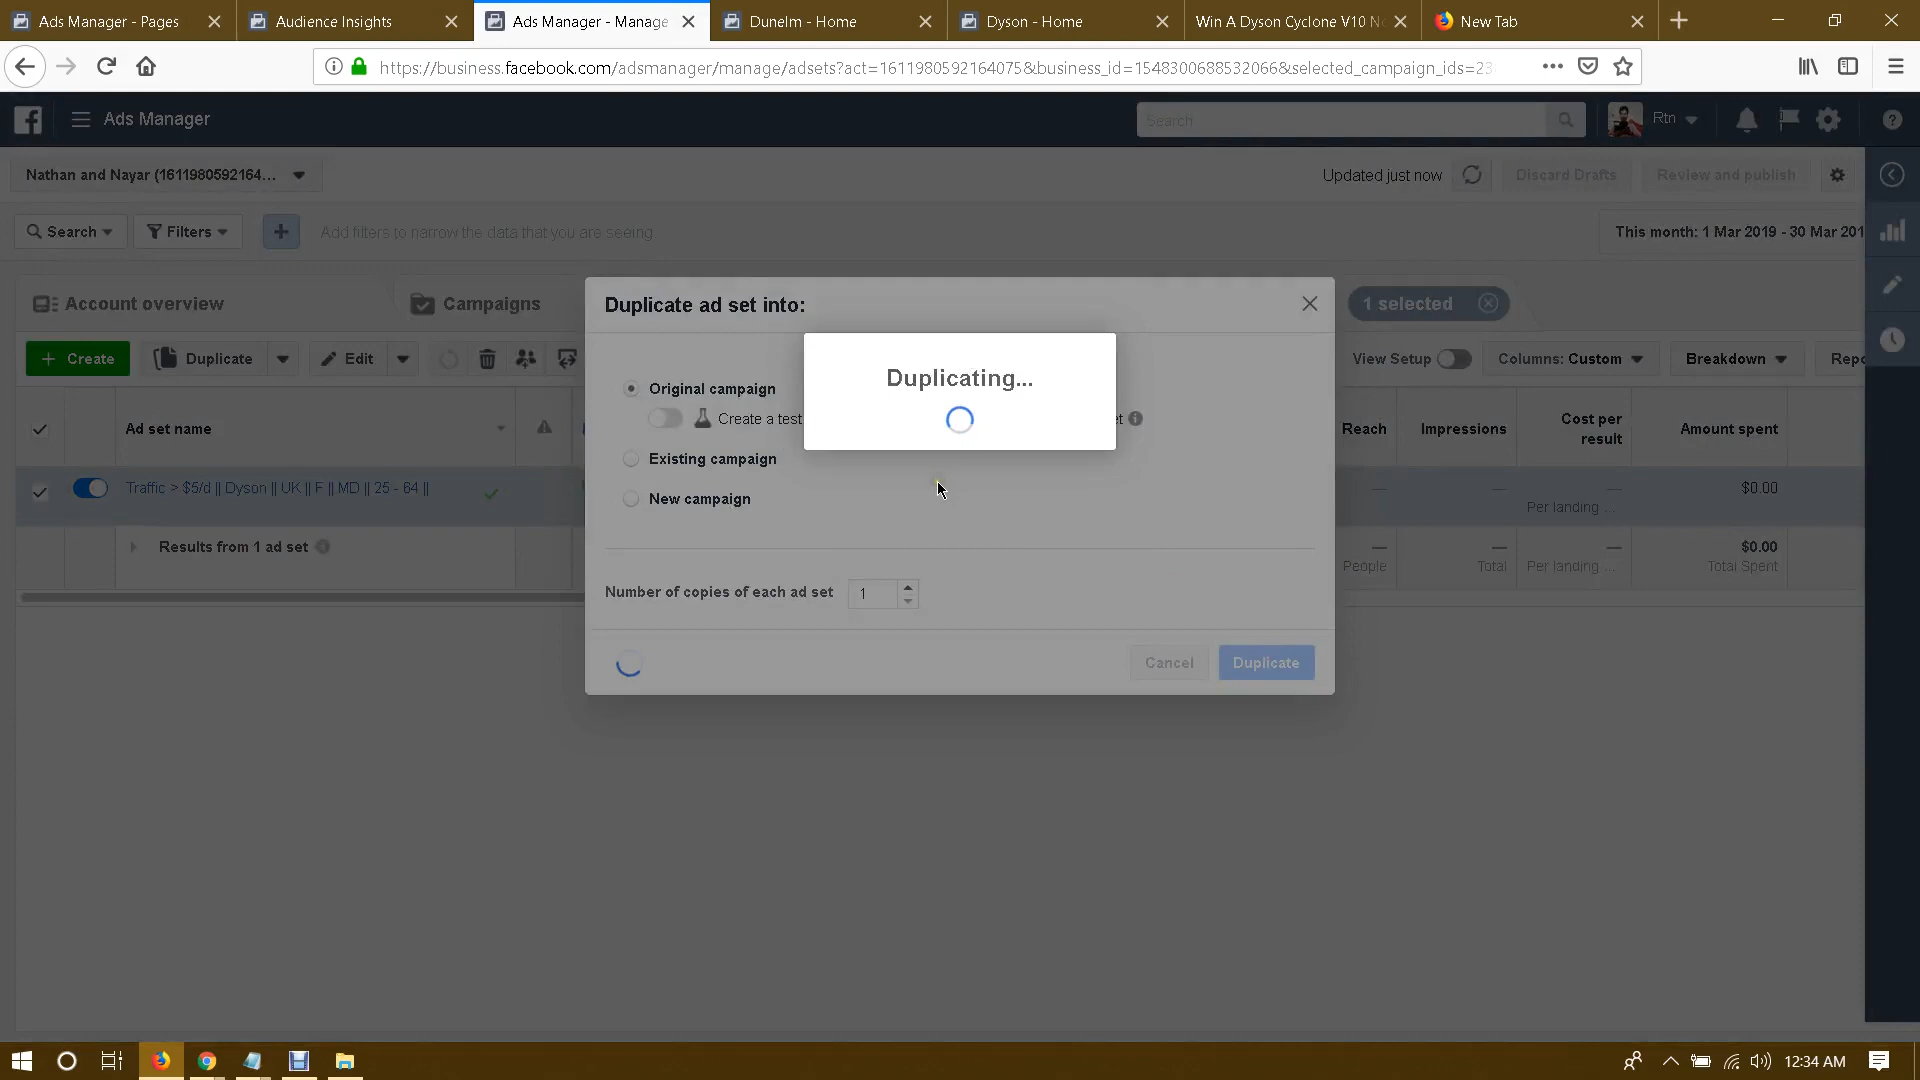 Ads Manager - Pages
Audience Insights
Ads Manager - Manage
Dunelm - Home
Dyson - Home
Win A Dyson Cyclone V10 No
New Tab
https://business.facebook.com/adsmanager/manage/adsets?act=1611980592164075&business_id=1548300688532066&selected_campaign_ids=23
Ads Manager
Search
Rtn
Nathan and Nayar (1611980592164...
Updated just now
Discard Drafts
Review and publish
Search
Filters
Add filters to narrow the data that you are seeing.
This month: 1 Mar 2019 - 30 Mar 201
Account overview
Campaigns
Duplicate ad set into:
1 selected
Create
Duplicate
Edit
View Setup
Columns: Custom
Breakdown
Repo
Original campaign
Create a test
Duplicating...
Existing campaign
New campaign
Ad set name
Reach
Impressions
Cost per
result
Amount spent
Traffic > $5/d || Dyson || UK || F || MD || 25 - 64 ||
—
—
—
Per landing ...
$0.00
Results from 1 ad set
—
People
—
Total
—
Per landing ...
$0.00
Total Spent
Number of copies of each ad set
1
Cancel
Duplicate
12:34 AM